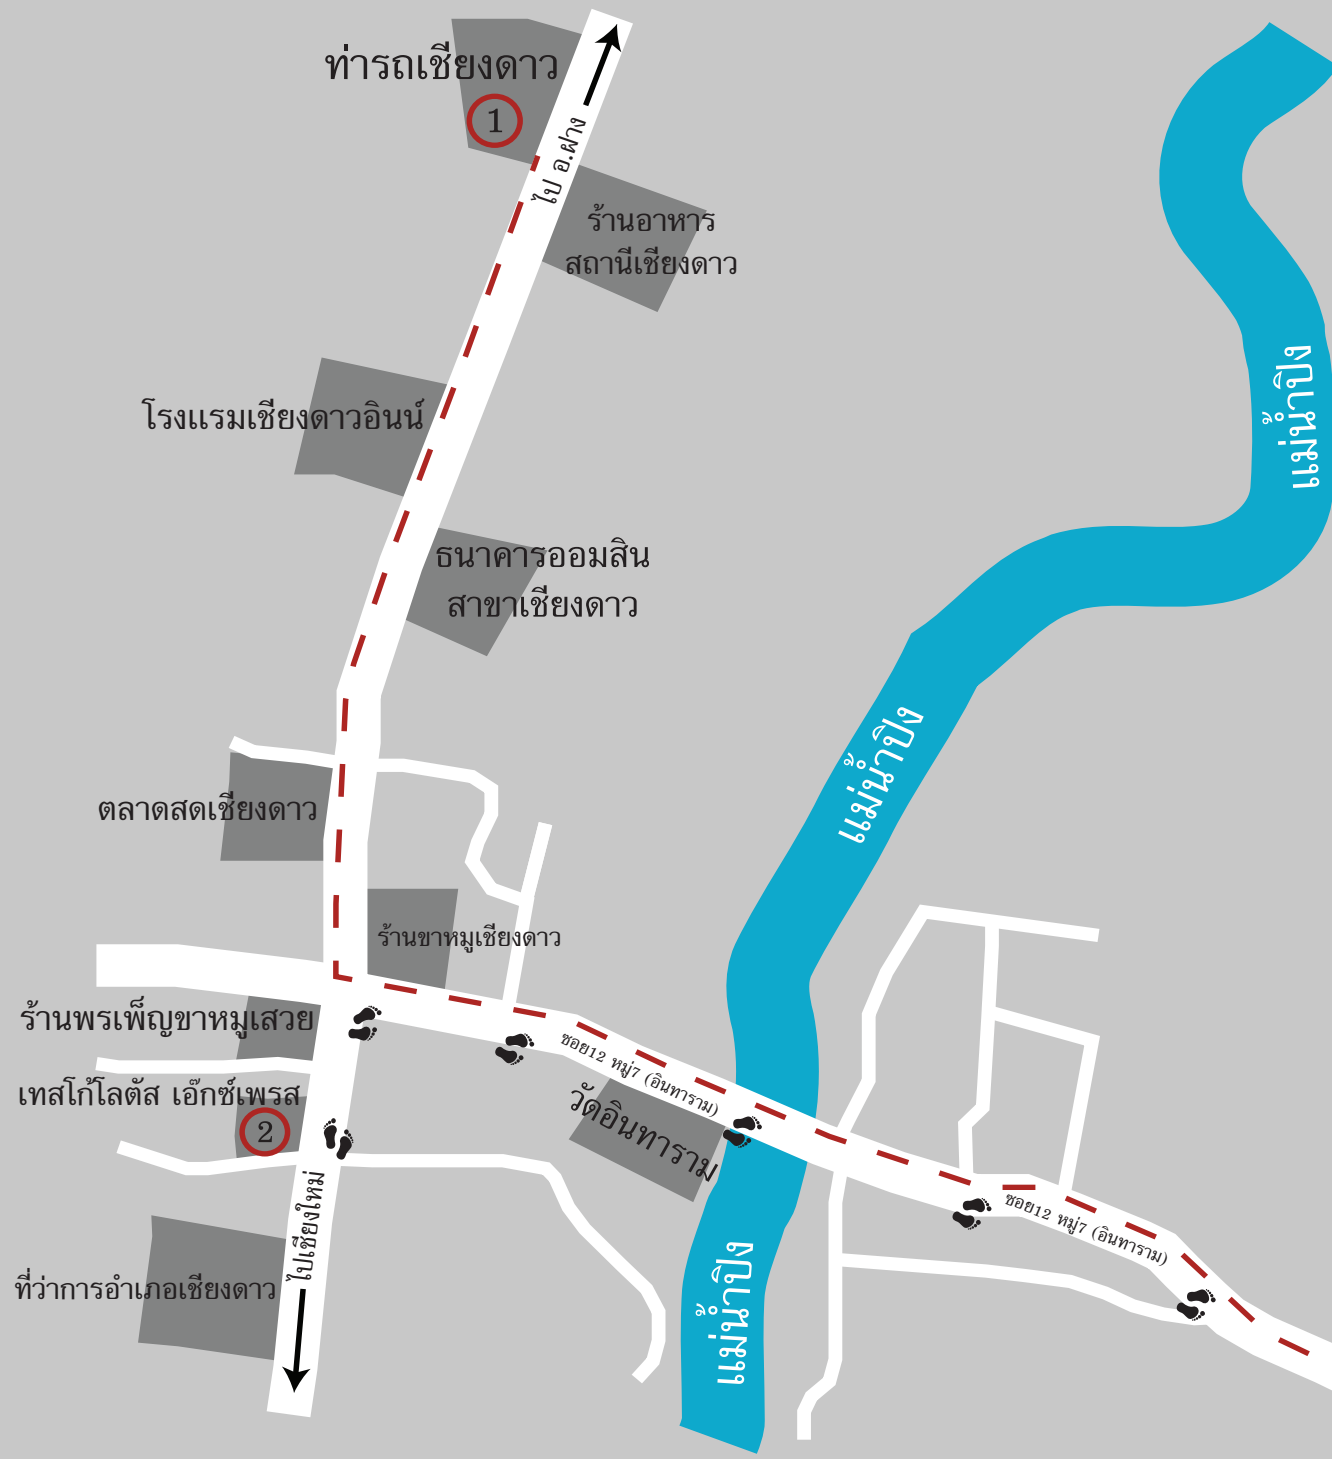 ท่ารถเชียงดาว
1
ไป อ.ฝาง
ร้านอาหาร
สถานีเชียงดาว
แม่น้ำปิง
โรงแรมเชียงดาวอินน์
ธนาคารออมสิน
สาขาเชียงดาว
แม่น้ำปิง
ตลาดสดเชียงดาว
ร้านขาหมูเชียงดาว
ร้านพรเพ็ญขาหมูเสวย
ซอย12 หมู่7 (อินทาราม)
เทสโก้โลตัส เอ๊กซ์เพรส
2
วัดอินทาราม
ซอย12 หมู่7 (อินทาราม)
ไปเชียงใหม่
ที่ว่าการอำเภอเชียงดาว
แม่น้ำปิง